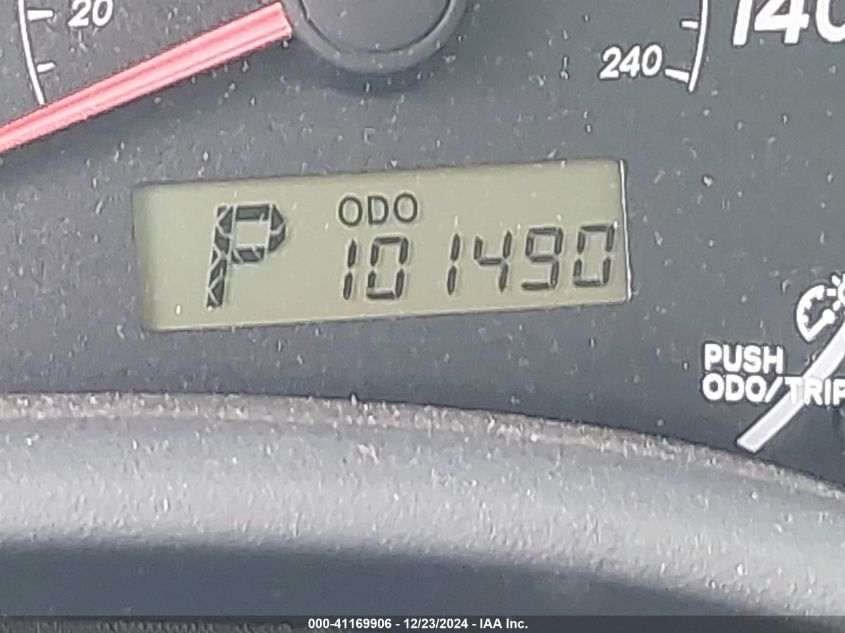 20
240
140
P ODO
101490
PUSH
ODO/TRIP
000-41169906 - 12/23/2024 - IAA Inc.